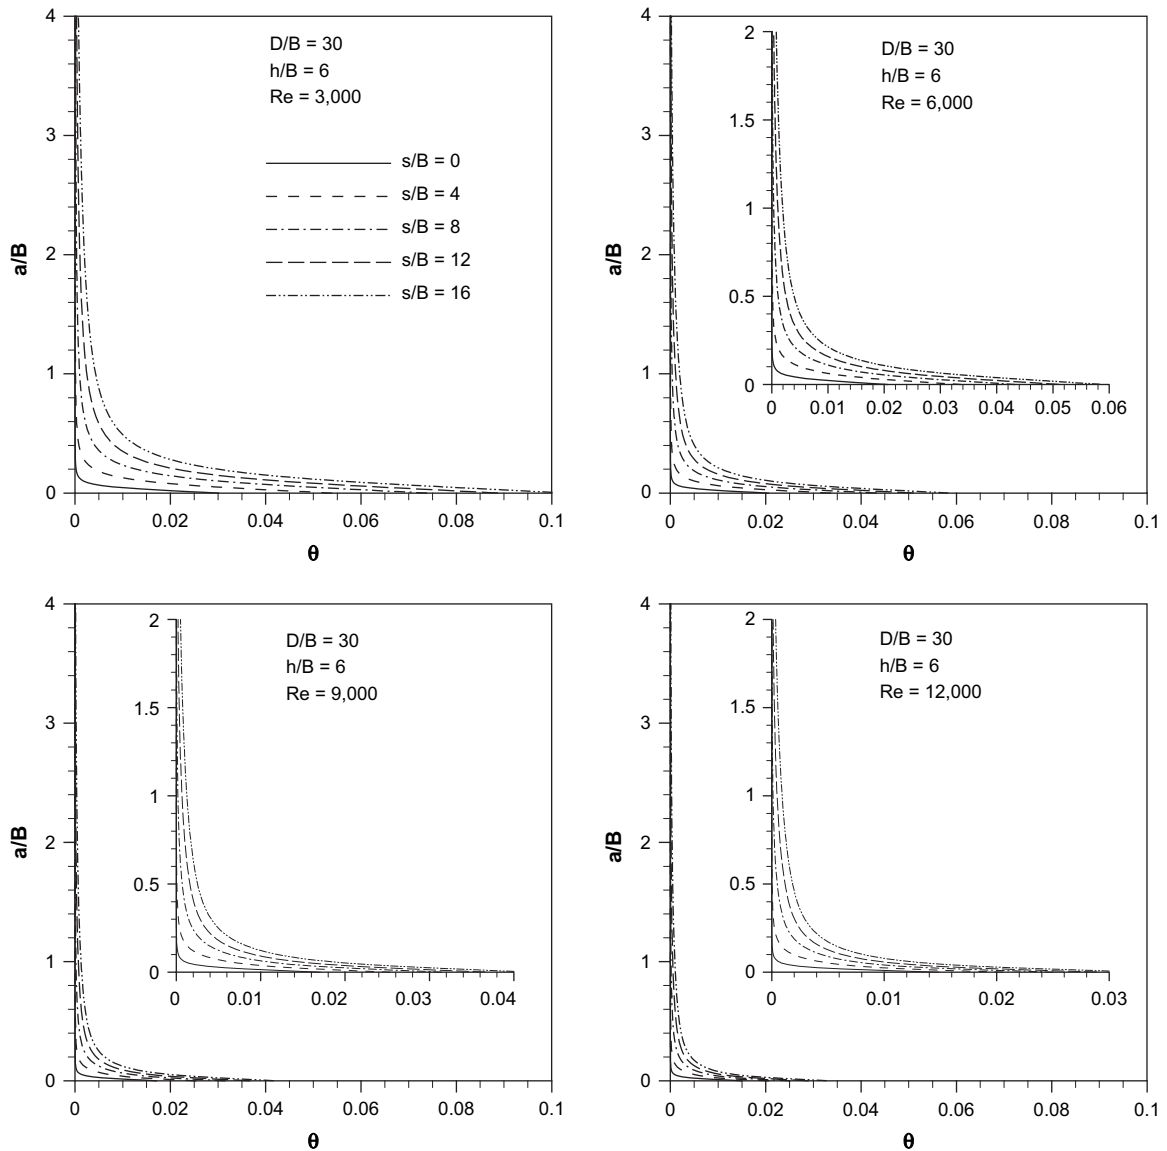 4
3
2
1
0
a/B
D/B = 30
h/B = 6
Re = 3,000
s/B = 0
s/B = 4
s/B = 8
s/B = 12
s/B = 16
0 0.02 0.04 0.06 0.08 0.1
θ
4
3
2
1
0
a/B
2
1.5
1
0.5
0
D/B = 30
h/B = 6
Re = 6,000
0 0.01 0.02 0.03 0.04 0.05 0.06
0 0.02 0.04 0.06 0.08 0.1
θ
4
3
2
1
0
a/B
2
1.5
1
0.5
0
D/B = 30
h/B = 6
Re = 9,000
0 0.01 0.02 0.03 0.04
0 0.02 0.04 0.06 0.08 0.1
θ
4
3
2
1
0
a/B
2
1.5
1
0.5
0
D/B = 30
h/B = 6
Re = 12,000
0 0.01 0.02 0.03
0 0.02 0.04 0.06 0.08 0.1
θ